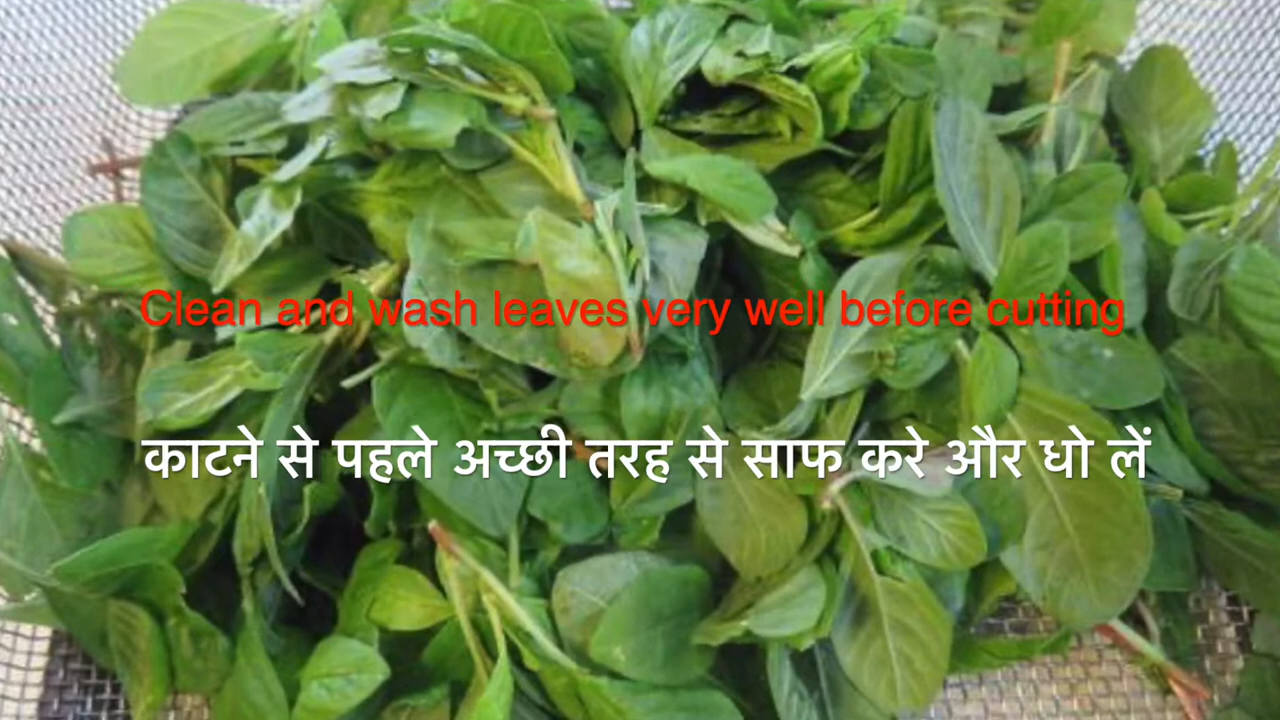 Clean and wash leaves very well before cutting
काटने से पहले अच्छी तरह से साफ करे और धो लें